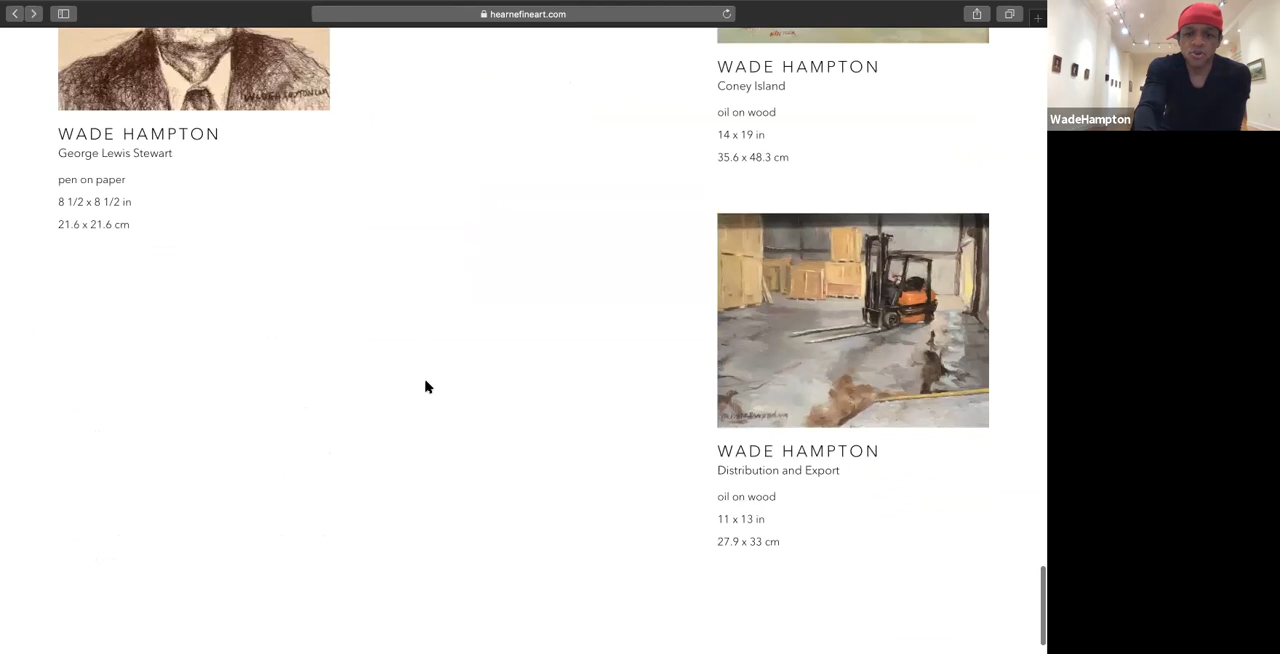 hearnefineart.com
WADE HAMPTON
George Lewis Stewart
pen on paper
8 1/2 x 8 1/2 in
21.6 x 21.6 cm
WADE HAMPTON
Coney Island
oil on wood
14 x 19 in
35.6 x 48.3 cm
WADE HAMPTON
Distribution and Export
oil on wood
11 x 13 in
27.9 x 33 cm
WadeHampton